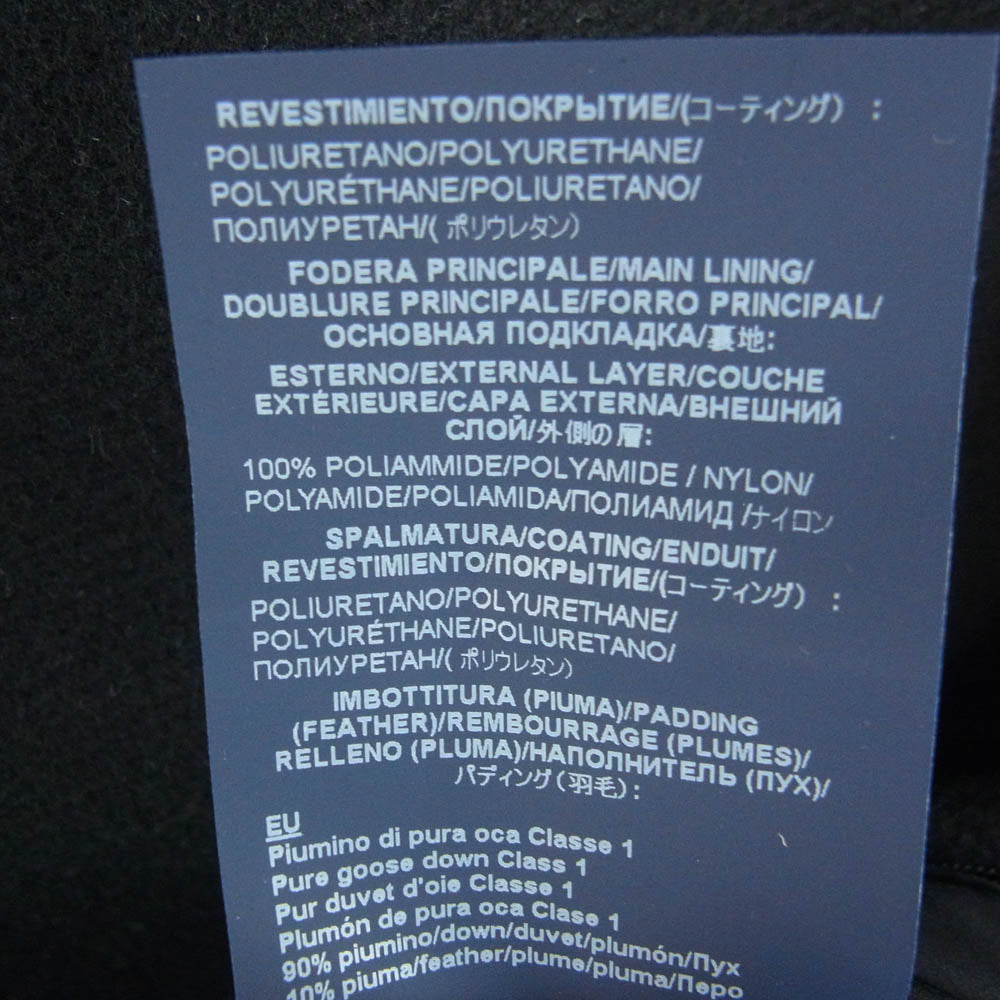 REVESTIMIENTO/ПОКРЫТИЕ/(コーティング) :
POLIURETANO/POLYURETHANE/
POLYURÉTHANE/POLIURETANO/
ПОЛИУРЕТАН/( ポリウレタン)
FODERA PRINCIPALE/MAIN LINING/
DOUBLURE PRINCIPALE/FORRO PRINCIPAL/
ОСНОВНАЯ ПОДКЛАДКА/裏地:
ESTERNO/EXTERNAL LAYER/COUCHE
EXTÉRIEURE/CAPA EXTERNA/ВНЕШНИЙ
СЛОЙ/外側の層:
100% POLIAMMIDE/POLYAMIDE / NYLON/
POLYAMIDE/POLIAMIDA/ПОЛИАМИД /ナイロン
SPALMATURA/COATING/ENDUIT/
REVESTIMIENTO/ПОКРЫТИЕ/(コーティング) :
POLIURETANO/POLYURETHANE/
POLYURÉTHANE/POLIURETANO/
ПОЛИУРЕТАН/( ポリウレタン)
IMBOTTITURA (PIUMA)/PADDING
(FEATHER)/REMBOURRAGE (PLUMES)/
RELLENO (PLUMA)/НАПОЛНИТЕЛЬ (ПУХ)/
パディング(羽毛):
EU
Piumino di pura oca Classe 1
Pure goose down Class 1
Pur duvet d'oie Classe 1
Plumón de pura oca Clase 1
90% piumino/down/duvet/plumón/Пух
10% piuma/feather/plume/pluma/Перо